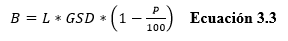 B = L * GSD * (1 − P/100) Ecuación 3.3